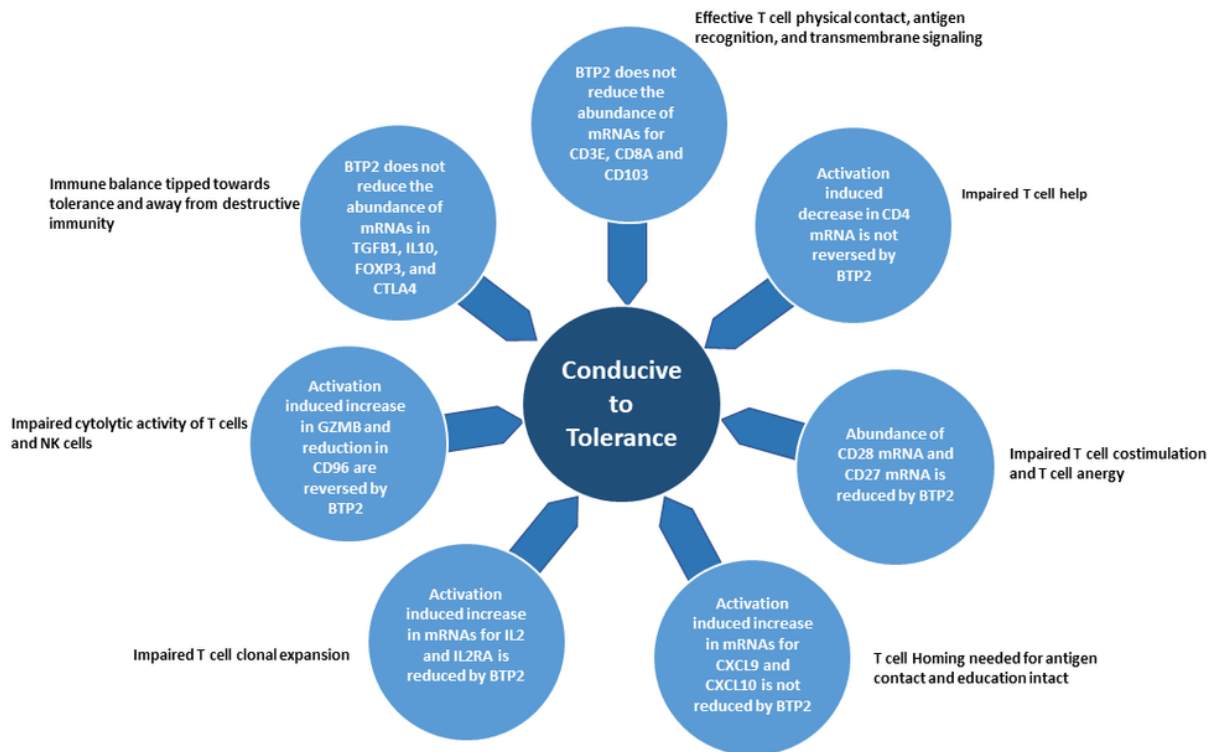 Effective T cell physical contact, antigen
recognition, and transmembrane signaling
BTP2 does not
reduce the
abundance of
mRNAs for
CD3E, CD8A and
CD103
Immune balance tipped towards
tolerance and away from destructive
immunity
BTP2 does not
reduce the
abundance of
mRNAs in
TGFB1, IL10,
FOXP3, and
CTLA4
Activation
induced
decrease in CD4
mRNA is not
reversed by
BTP2
Impaired T cell help
Conducive
to
Tolerance
Impaired cytolytic activity of T cells
and NK cells
Activation
induced increase
in GZMB and
reduction in
CD96 are
reversed by
BTP2
Abundance of
CD28 mRNA and
CD27 mRNA is
reduced by BTP2
Impaired T cell costimulation
and T cell anergy
Impaired T cell clonal expansion
Activation
induced increase
in mRNAs for IL2
and IL2RA is
reduced by BTP2
Activation
induced increase
in mRNAs for
CXCL9 and
CXCL10 is not
reduced by BTP2
T cell Homing needed for antigen
contact and education intact